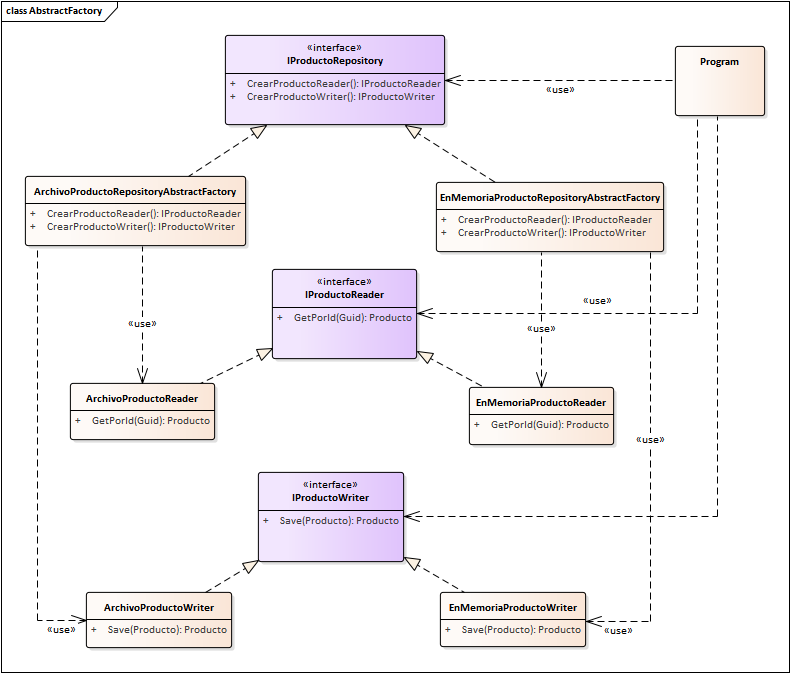 class AbstractFactory
«interface»
IProductoRepository
+ CrearProductoReader(): IProductoReader
+ CrearProductoWriter(): IProductoWriter
Program
«use»
ArchivoProductoRepositoryAbstractFactory
+ CrearProductoReader(): IProductoReader
+ CrearProductoWriter(): IProductoWriter
EnMemoriaProductoRepositoryAbstractFactory
+ CrearProductoReader(): IProductoReader
+ CrearProductoWriter(): IProductoWriter
«interface»
IProductoReader
+ GetPorId(Guid): Producto
«use»
«use»
«use»
ArchivoProductoReader
+ GetPorId(Guid): Producto
EnMemoriaProductoReader
+ GetPorId(Guid): Producto
«use»
«interface»
IProductoWriter
+ Save(Producto): Producto
ArchivoProductoWriter
+ Save(Producto): Producto
EnMemoriaProductoWriter
+ Save(Producto): Producto
«use»
«use»